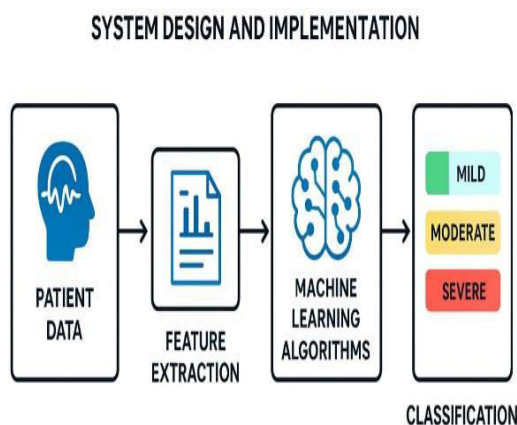 SYSTEM DESIGN AND IMPLEMENTATION
PATIENT
DATA
FEATURE
EXTRACTION
MACHINE
LEARNING
ALGORITHMS
MILD
MODERATE
SEVERE
CLASSIFICATION